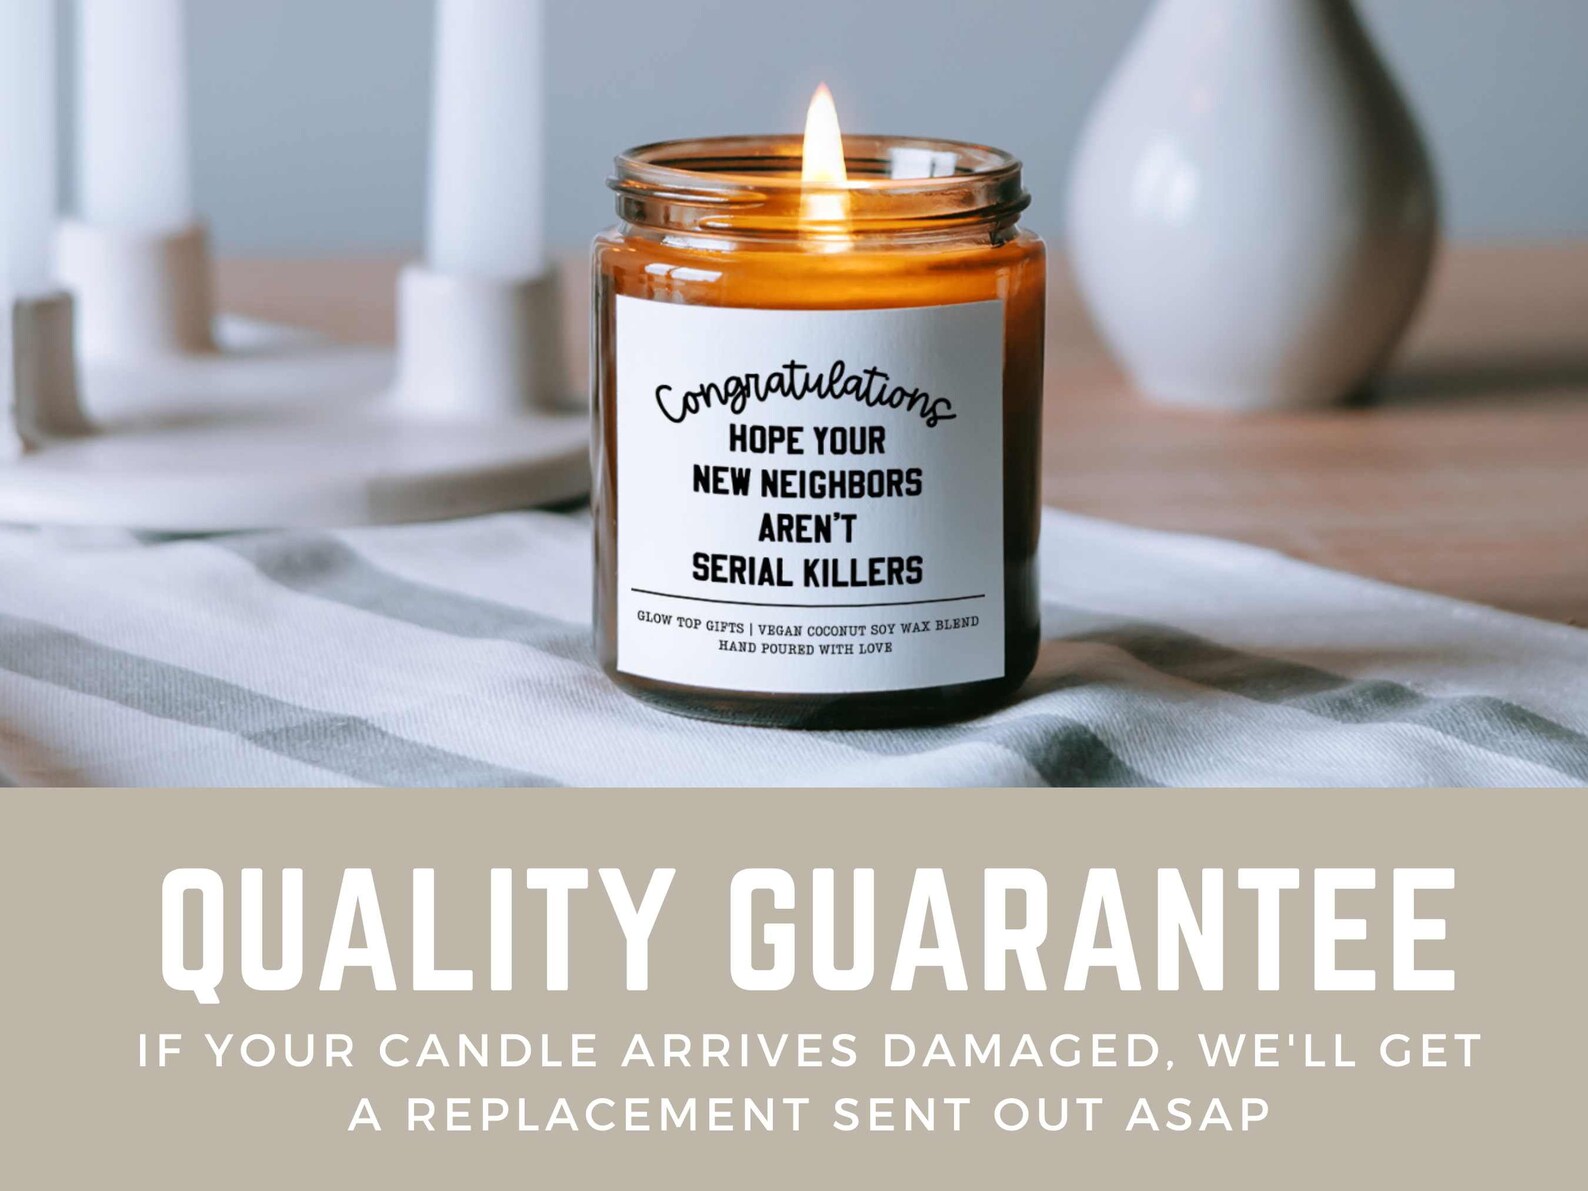 Congratulations
HOPE YOUR
NEW NEIGHBORS
AREN'T
SERIAL KILLERS
GLOW TOP GIFTS | VEGAN COCONUT SOY WAX BLEND
HAND POURED WITH LOVE
QUALITY GUARANTEE
IF YOUR CANDLE ARRIVES DAMAGED, WE'LL GET
A REPLACEMENT SENT OUT ASAP